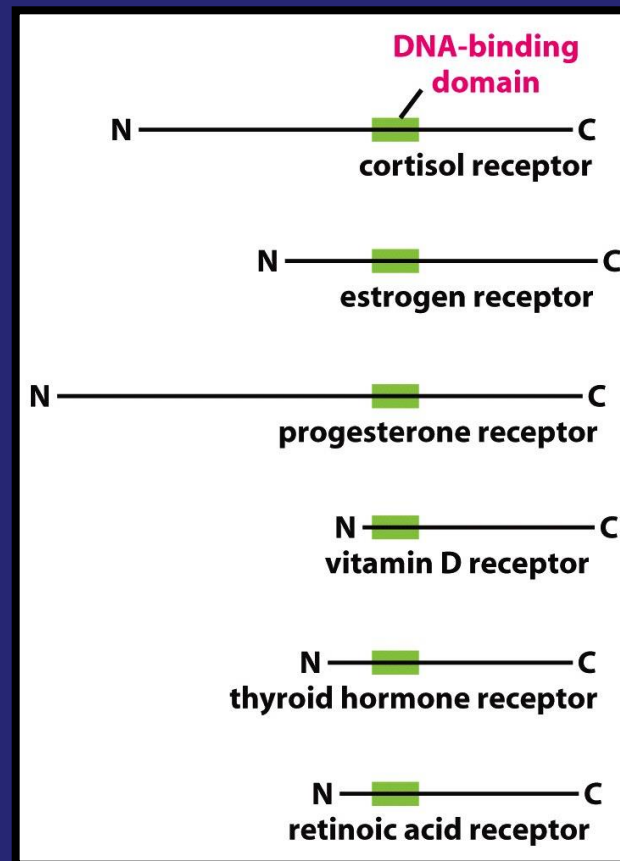 DNA-binding
domain
N C
cortisol receptor
N C
estrogen receptor
N C
progesterone receptor
N C
vitamin D receptor
N C
thyroid hormone receptor
N C
retinoic acid receptor